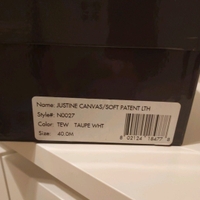 Name: JUSTINE CANVAS/SOFT PATENT LTH
Style#: N0027
Color: TEW TAUPE WHT
Size: 40.0M